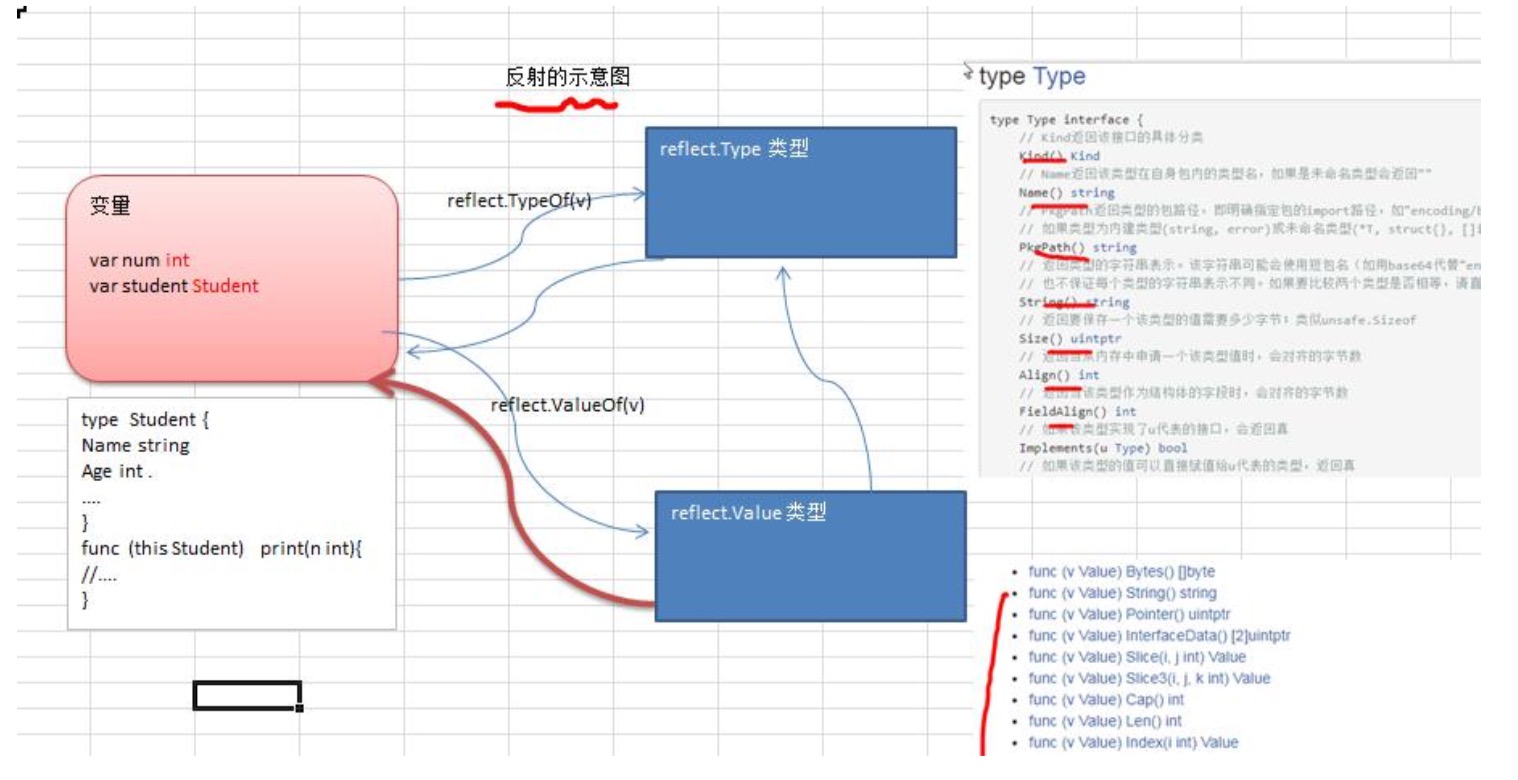 反射的示意图
变量
var num int
var student Student
type Student {
Name string
Age int .
....
}
func (this Student) print(n int){
//....
}
reflect.TypeOf(v)
reflect.ValueOf(v)
reflect.Type 类型
reflect.Value 类型
type Type
type Type interface {
// Kind返回该接口的具体分类
Kind() Kind
// Name返回该类型在自身包内的类型名，如果是未命名类型会返回""
Name() string
// PkgPath返回类型的包路径，即明确指定包的import路径，如"encoding/
// 如果类型为内建类型(string, error)或未命名类型(*T, struct{}, []
PkgPath() string
// 返回类型的字符串表示。该字符串可能会使用短包名（如用base64代替"en
// 也不保证每个类型的字符串表示不同。如果要比较两个类型是否相等，请直
String() string
// 返回要保存一个该类型的值需要多少字节；类似unsafe.Sizeof
Size() uintptr
// 返回当从内存中申请一个该类型值时，会对齐的字节数
Align() int
// 返回当该类型作为结构体的字段时，会对齐的字节数
FieldAlign() int
// 如果该类型实现了u代表的接口，会返回真
Implements(u Type) bool
// 如果该类型的值可以直接赋值给u代表的类型，返回真
• func (v Value) Bytes() []byte
• func (v Value) String() string
• func (v Value) Pointer() uintptr
• func (v Value) InterfaceData() [2]uintptr
• func (v Value) Slice(i, j int) Value
• func (v Value) Slice3(i, j, k int) Value
• func (v Value) Cap() int
• func (v Value) Len() int
• func (v Value) Index(i int) Value